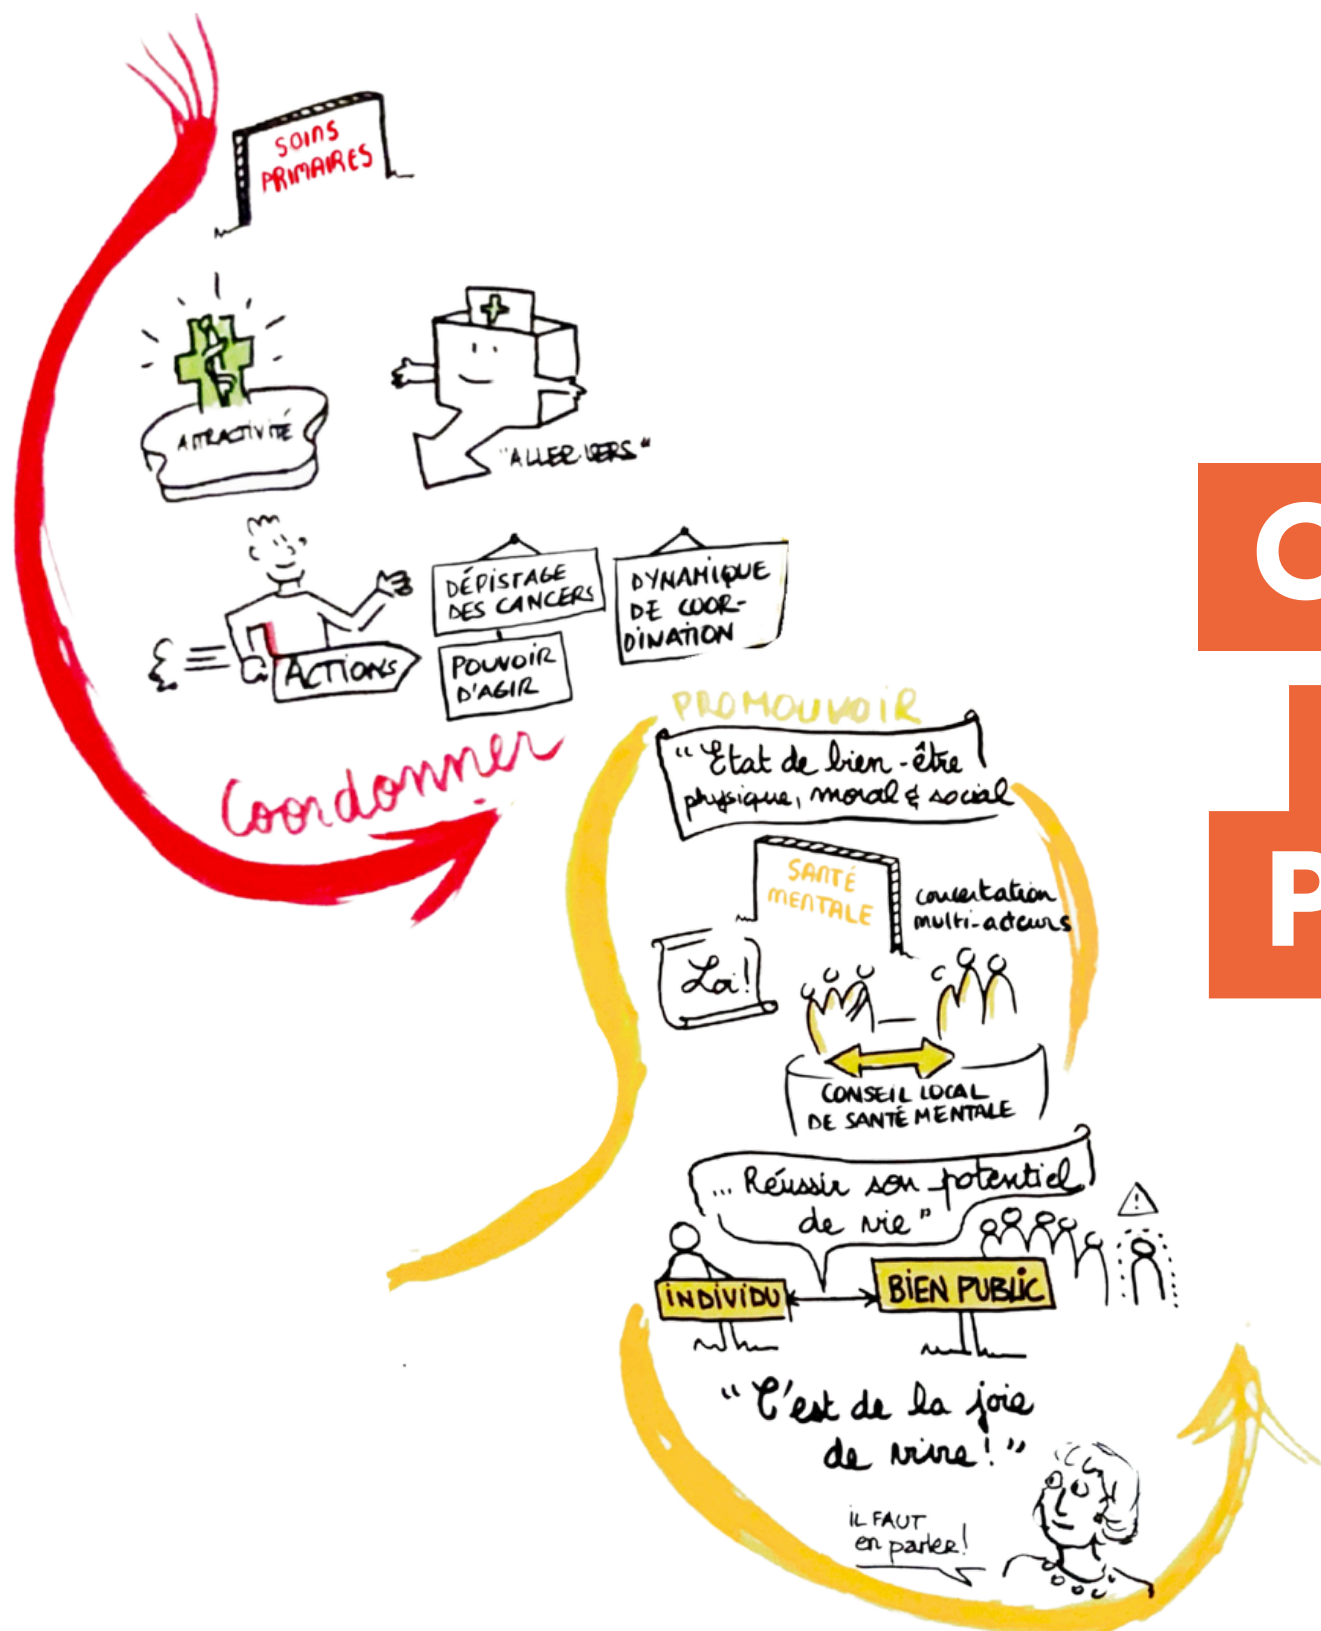 SOINS
PRIMAIRES
ATTRACTIVITÉ
"ALLER VERS"
ACTIONS
DÉPISTAGE
DES CANCERS
POUVOIR
D'AGIR
DYNAMIQUE
DE COOR-
DINATION
Coordonner
PROMOUVOIR
"Etat de bien-être
physique, moral & social
SANTÉ
MENTALE
concertation
multi-acteurs
Loi!
CONSEIL LOCAL
DE SANTÉ MENTALE
... Réussir son potentiel
de vie"
INDIVIDU
BIEN PUBLIC
!
"C'est de la joie
de vivre!"
IL FAUT
en parler!
P